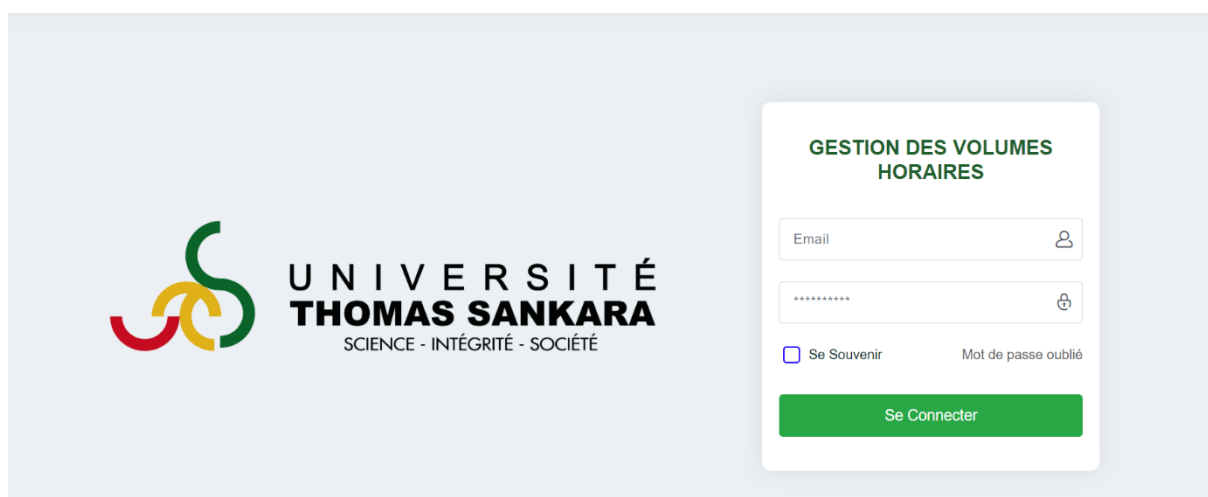 UNIVERSITÉ
THOMAS SANKARA
SCIENCE - INTÉGRITÉ - SOCIÉTÉ
GESTION DES VOLUMES
HORAIRES
Email
**********
Se Souvenir
Mot de passe oublié
Se Connecter